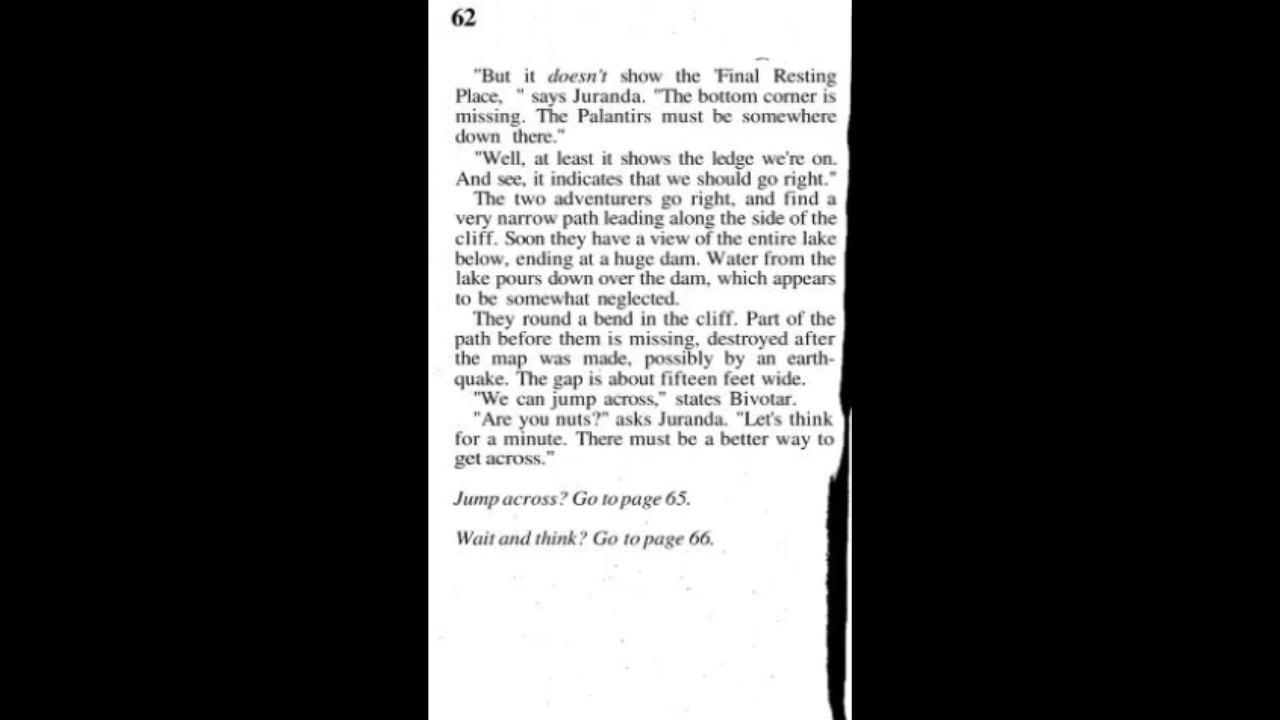 62
"But it doesn't show the 'Final Resting
Place, " says Juranda. "The bottom corner is
missing. The Palantirs must be somewhere
down there."
"Well, at least it shows the ledge we're on.
And see, it indicates that we should go right."
The two adventurers go right, and find a
very narrow path leading along the side of the
cliff. Soon they have a view of the entire lake
below, ending at a huge dam. Water from the
lake pours down over the dam, which appears
to be somewhat neglected.
They round a bend in the cliff. Part of the
path before them is missing, destroyed after
the map was made, possibly by an earth-
quake. The gap is about fifteen feet wide.
"We can jump across," states Bivotar.
"Are you nuts?" asks Juranda. "Let's think
for a minute. There must be a better way to
get across."
Jump across? Go to page 65.
Wait and think? Go to page 66.